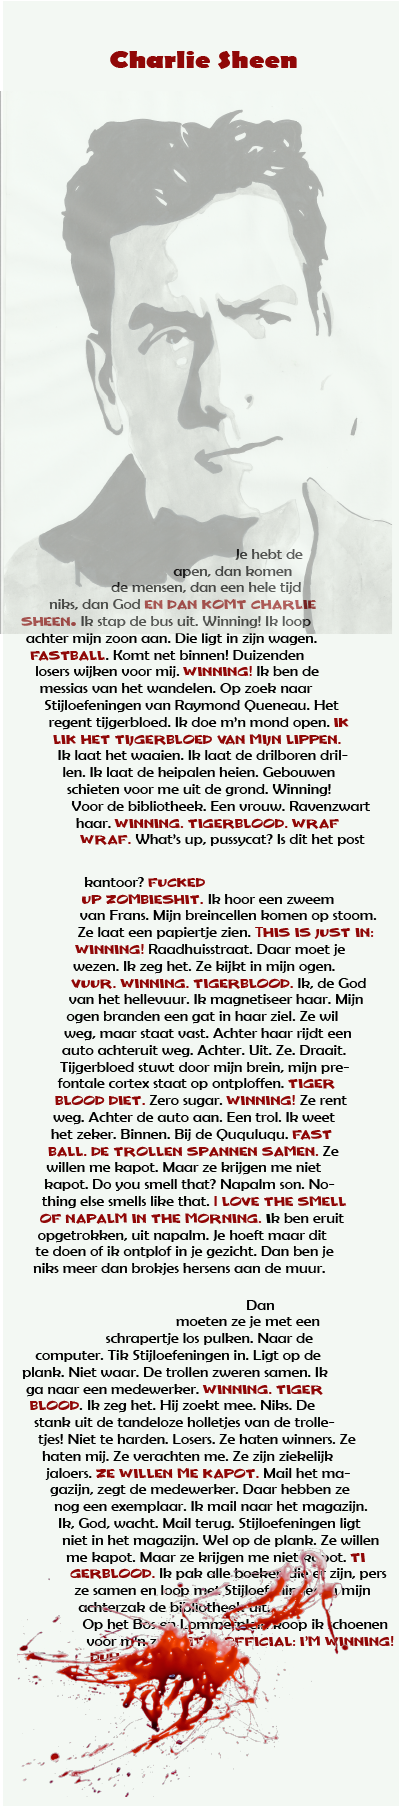 Charlie Sheen
Je hebt de
apen, dan komen
de mensen, dan een hele tijd
niks, dan God EN DAN KOMT CHARLIE
SHEEN. Ik stap de bus uit. Winning! Ik loop
achter mijn zoon aan. Die ligt in zijn wagen.
FASTBALL. Komt net binnen! Duizenden
losers wijken voor mij. WINNING! Ik ben de
messias van het wandelen. Op zoek naar
Stijloefeningen van Raymond Queneau. Het
regent tijgerbloed. Ik doe m'n mond open. IK
LIK HET TIJGERBLOED VAN MIJN LIPPEN.
Ik laat het waaien. Ik laat de drilboren dril-
len. Ik laat de heipalen heien. Gebouwen
schieten voor me uit de grond. Winning!
Voor de bibliotheek. Een vrouw. Ravenzwart
haar. WINNING. TIGERBLOOD. WRAF
WRAF. What's up, pussycat? Is dit het post
kantoor? FUCKED
UP ZOMBIESHIT. Ik hoor een zweem
van Frans. Mijn breincellen komen op stoom.
Ze laat een papiertje zien. THIS IS JUST IN:
WINNING! Raadhuisstraat. Daar moet je
wezen. Ik zeg het. Ze kijkt in mijn ogen.
VUUR. WINNING. TIGERBLOOD. Ik, de God
van het hellevuur. Ik magnetiseer haar. Mijn
ogen branden een gat in haar ziel. Ze wil
weg, maar staat vast. Achter haar rijdt een
auto achteruit weg. Achter. Uit. Ze. Draait.
Tijgerbloed stuwt door mijn brein, mijn pre-
fontale cortex staat op ontploffen. TIGER
BLOOD DIET. Zero sugar. WINNING! Ze rent
weg. Achter de auto aan. Een trol. Ik weet
het zeker. Binnen. Bij de Ququluqu. FAST
BALL. DE TROLLEN SPANNEN SAMEN. Ze
willen me kapot. Maar ze krijgen me niet
kapot. Do you smell that? Napalm son. No-
thing else smells like that. I LOVE THE SMELL
OF NAPALM IN THE MORNING. Ik ben eruit
opgetrokken, uit napalm. Je hoeft maar dit
te doen of ik ontplof in je gezicht. Dan ben je
niks meer dan brokjes hersens aan de muur.
Dan
moeten ze je met een
schrapertje los pulken. Naar de
computer. Tik Stijloefeningen in. Ligt op de
plank. Niet waar. De trollen zweren samen. Ik
ga naar een medewerker. WINNING. TIGER
BLOOD. Ik zeg het. Hij zoekt mee. Niks. De
stank uit de tandeloze holletjes van de trolle-
tjes! Niet te harden. Losers. Ze haten winners. Ze
haten mij. Ze verachten me. Ze zijn ziekelijk
jaloers. ZE WILLEN ME KAPOT. Mail het ma-
gazijn, zegt de medewerker. Daar hebben ze
nog een exemplaar. Ik mail naar het magazijn.
Ik, God, wacht. Mail terug. Stijloefeningen ligt
niet in het magazijn. Wel op de plank. Ze willen
me kapot. Maar ze krijgen me niet kapot. TI
GERBLOOD. Ik pak alle boeken die er zijn, pers
ze samen en loop met Stijloefeningen in mijn
achterzak de bibliotheek uit.
Op het Bos en Lommerplein koop ik schoenen
voor m'n OFFICIAL: I'M WINNING!